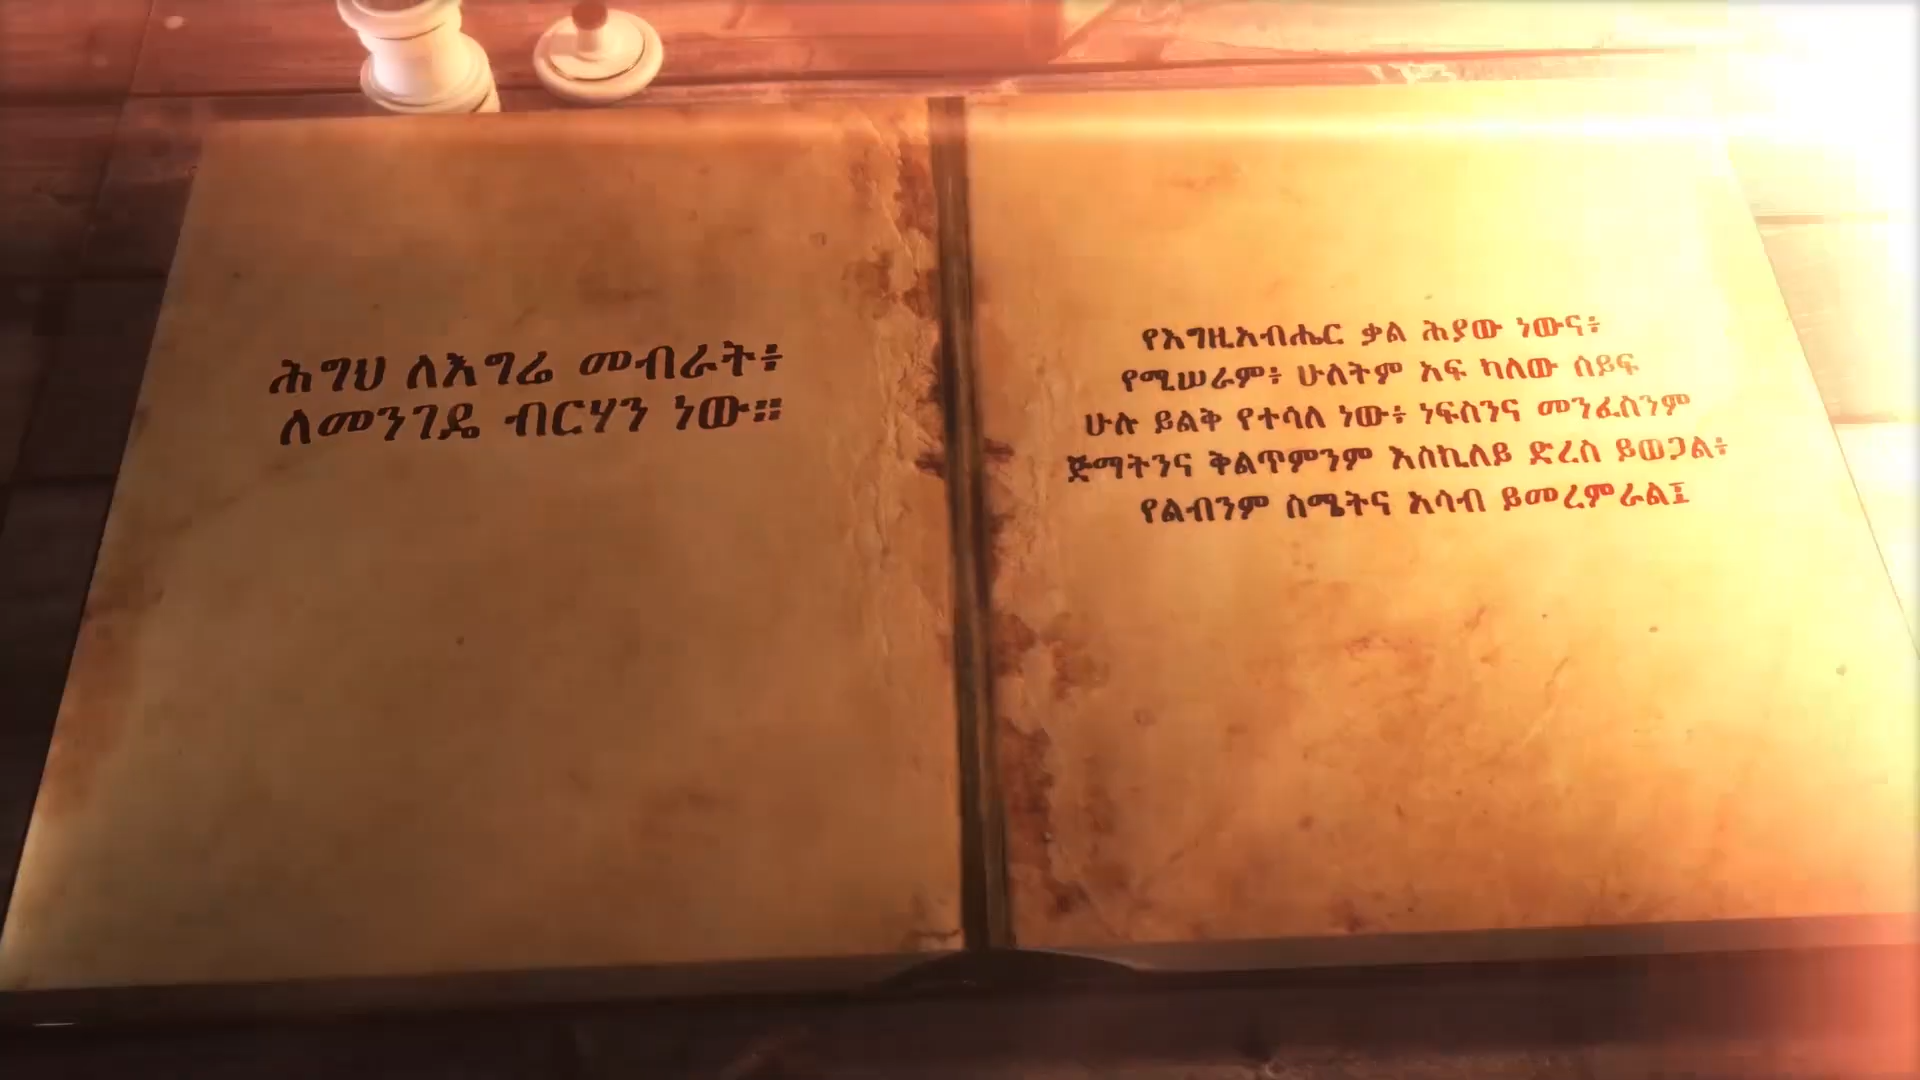 ሕግህ ለእግሬ መብራት፥
ለመንገዴ ብርሃን ነው።
የእግዚአብሔር ቃል ሕያው ነውና፥
የሚሠራም፥ ሁለትም አፍ ካለው ሰይፍ
ሁሉ ይልቅ የተሳለ ነው፥ ነፍስንና መንፈስንም
ጅማትንና ቅልጥምንም እስኪለይ ድረስ ይወጋል፥
የልብንም ስሜትና አሳብ ይመረምራል፤